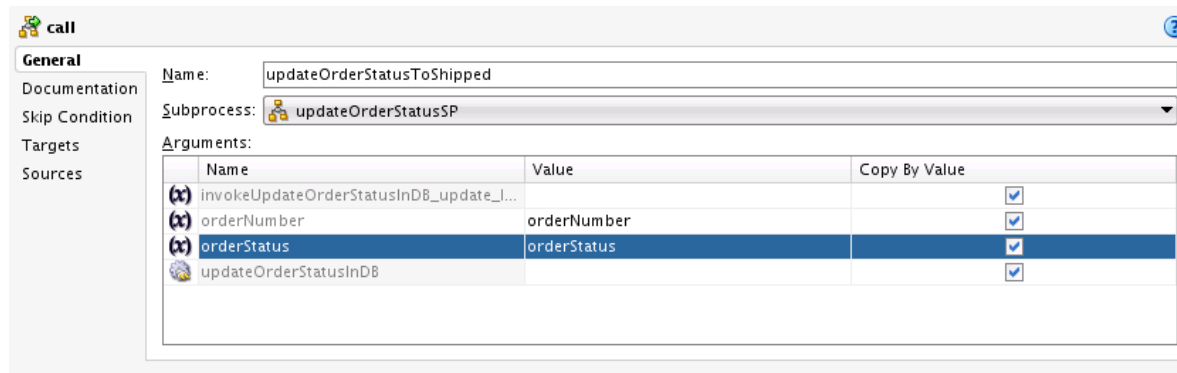 call
General
Documentation
Skip Condition
Targets
Sources
Name: updateOrderStatusToShipped
Subprocess: updateOrderStatusSP
Arguments:
Name Value Copy By Value
(x) invokeUpdateOrderStatusInDB_update_I...
(x) orderNumber orderNumber
(x) orderStatus orderStatus
updateOrderStatusInDB